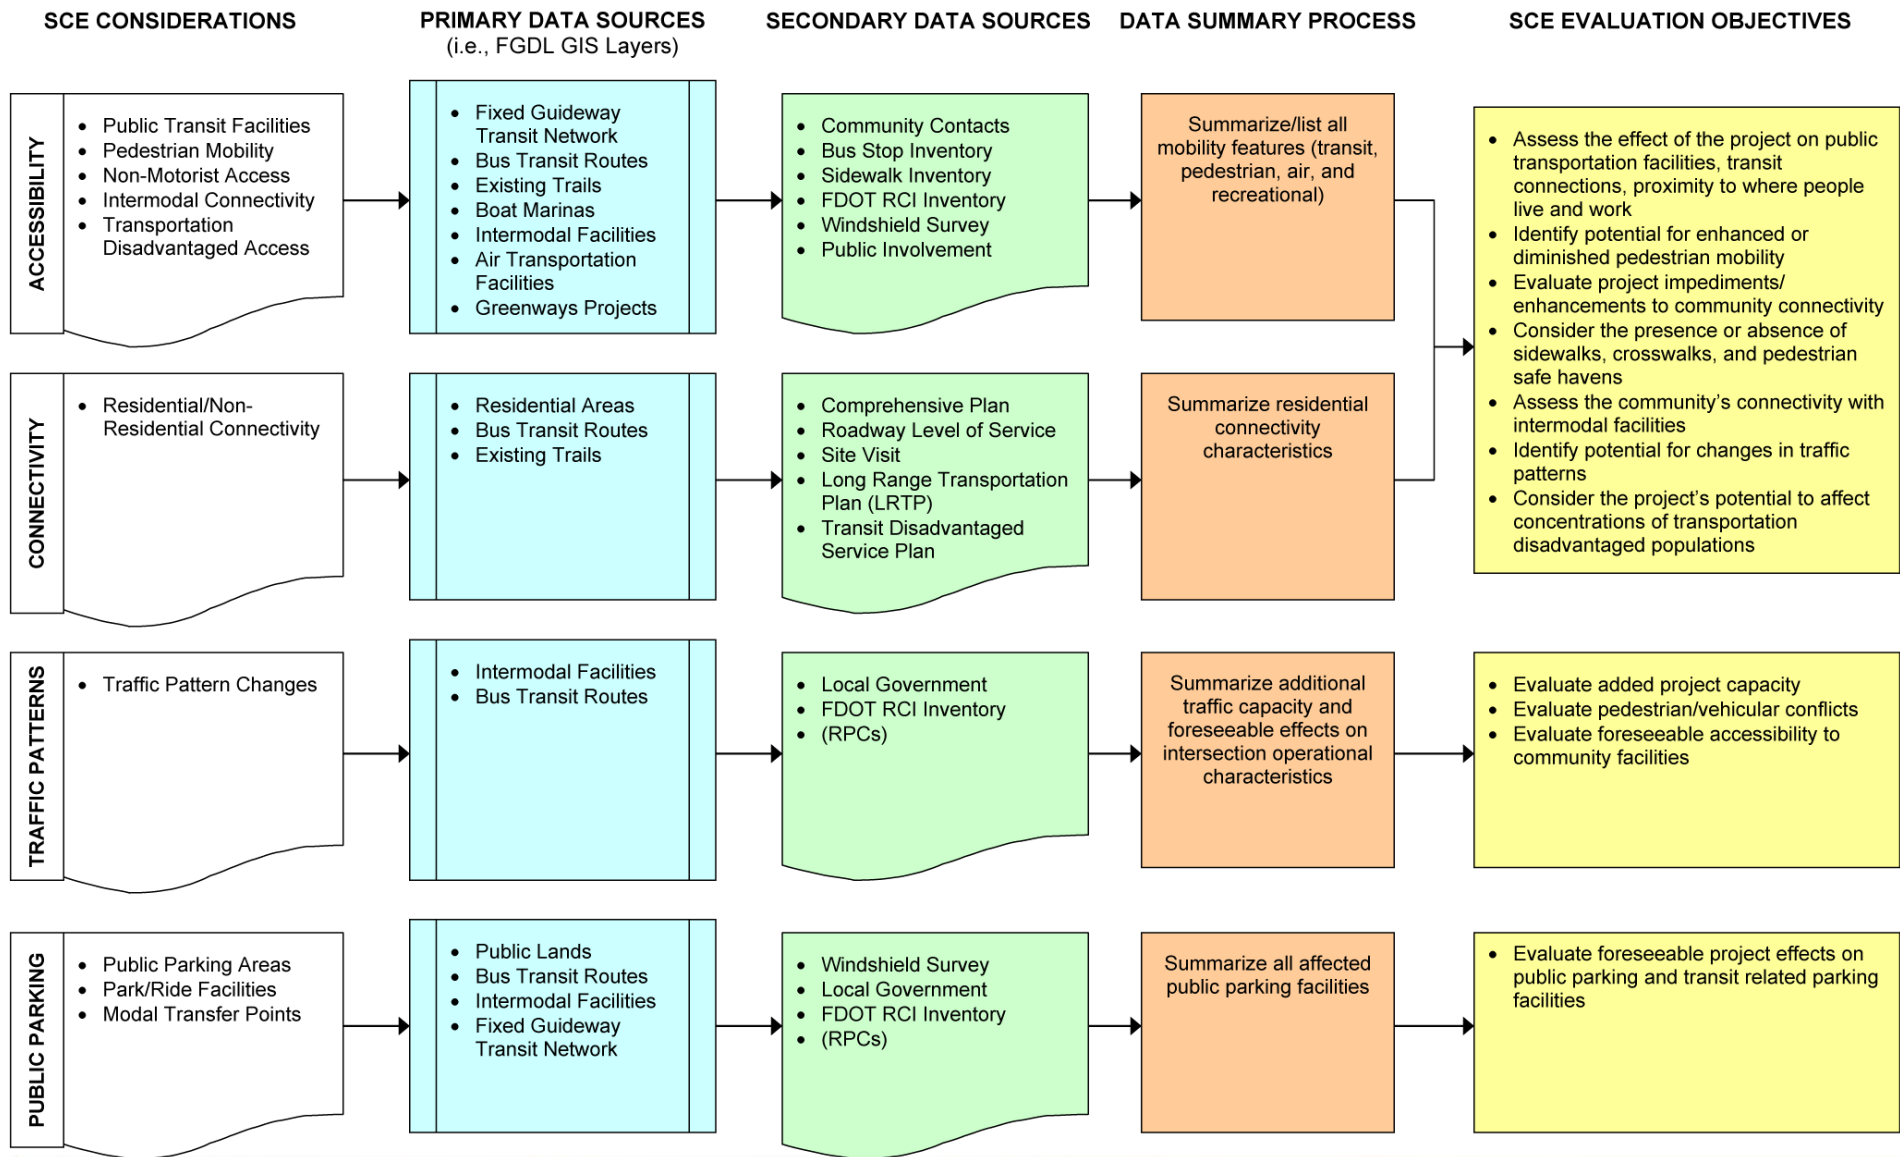 SCE CONSIDERATIONS
PRIMARY DATA SOURCES
(i.e., FGDL GIS Layers)
SECONDARY DATA SOURCES
DATA SUMMARY PROCESS
SCE EVALUATION OBJECTIVES
ACCESSIBILITY
• Public Transit Facilities
• Pedestrian Mobility
• Non-Motorist Access
• Intermodal Connectivity
• Transportation
Disadvantaged Access
• Fixed Guideway
Transit Network
• Bus Transit Routes
• Existing Trails
• Boat Marinas
• Intermodal Facilities
• Air Transportation
Facilities
• Greenways Projects
• Community Contacts
• Bus Stop Inventory
• Sidewalk Inventory
• FDOT RCI Inventory
• Windshield Survey
• Public Involvement
Summarize/list all
mobility features (transit,
pedestrian, air, and
recreational)
• Assess the effect of the project on public
transportation facilities, transit
connections, proximity to where people
live and work
• Identify potential for enhanced or
diminished pedestrian mobility
• Evaluate project impediments/
enhancements to community connectivity
• Consider the presence or absence of
sidewalks, crosswalks, and pedestrian
safe havens
• Assess the community's connectivity with
intermodal facilities
• Identify potential for changes in traffic
patterns
• Consider the project's potential to affect
concentrations of transportation
disadvantaged populations
CONNECTIVITY
• Residential/Non-
Residential Connectivity
• Residential Areas
• Bus Transit Routes
• Existing Trails
• Comprehensive Plan
• Roadway Level of Service
• Site Visit
• Long Range Transportation
Plan (LRTP)
• Transit Disadvantaged
Service Plan
Summarize residential
connectivity
characteristics
TRAFFIC PATTERNS
• Traffic Pattern Changes
• Intermodal Facilities
• Bus Transit Routes
• Local Government
• FDOT RCI Inventory
• (RPCs)
Summarize additional
traffic capacity and
foreseeable effects on
intersection operational
characteristics
• Evaluate added project capacity
• Evaluate pedestrian/vehicular conflicts
• Evaluate foreseeable accessibility to
community facilities
PUBLIC PARKING
• Public Parking Areas
• Park/Ride Facilities
• Modal Transfer Points
• Public Lands
• Bus Transit Routes
• Intermodal Facilities
• Fixed Guideway
Transit Network
• Windshield Survey
• Local Government
• FDOT RCI Inventory
• (RPCs)
Summarize all affected
public parking facilities
• Evaluate foreseeable project effects on
public parking and transit related parking
facilities